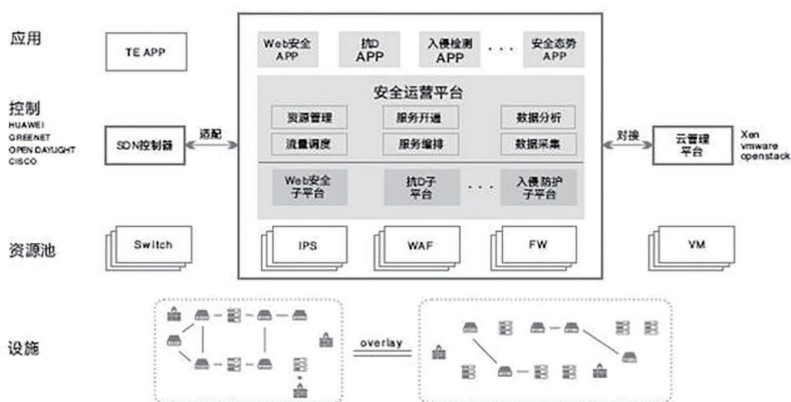 应用
TE APP
Web安全
APP
抗D
APP
入侵检测
APP
· · ·
安全态势
APP
安全运营平台
控制
HUAWEI
GREENET
OPEN DAYLIGHT
CISCO
SDN控制器
适配
资源管理
服务开通
数据分析
流量调度
服务编排
数据采集
对接
云管理
平台
Xen
vmware
openstack
Web安全
子平台
抗D子
平台
· · ·
入侵防护
子平台
资源池
Switch
IPS
WAF
FW
VM
设施
overlay